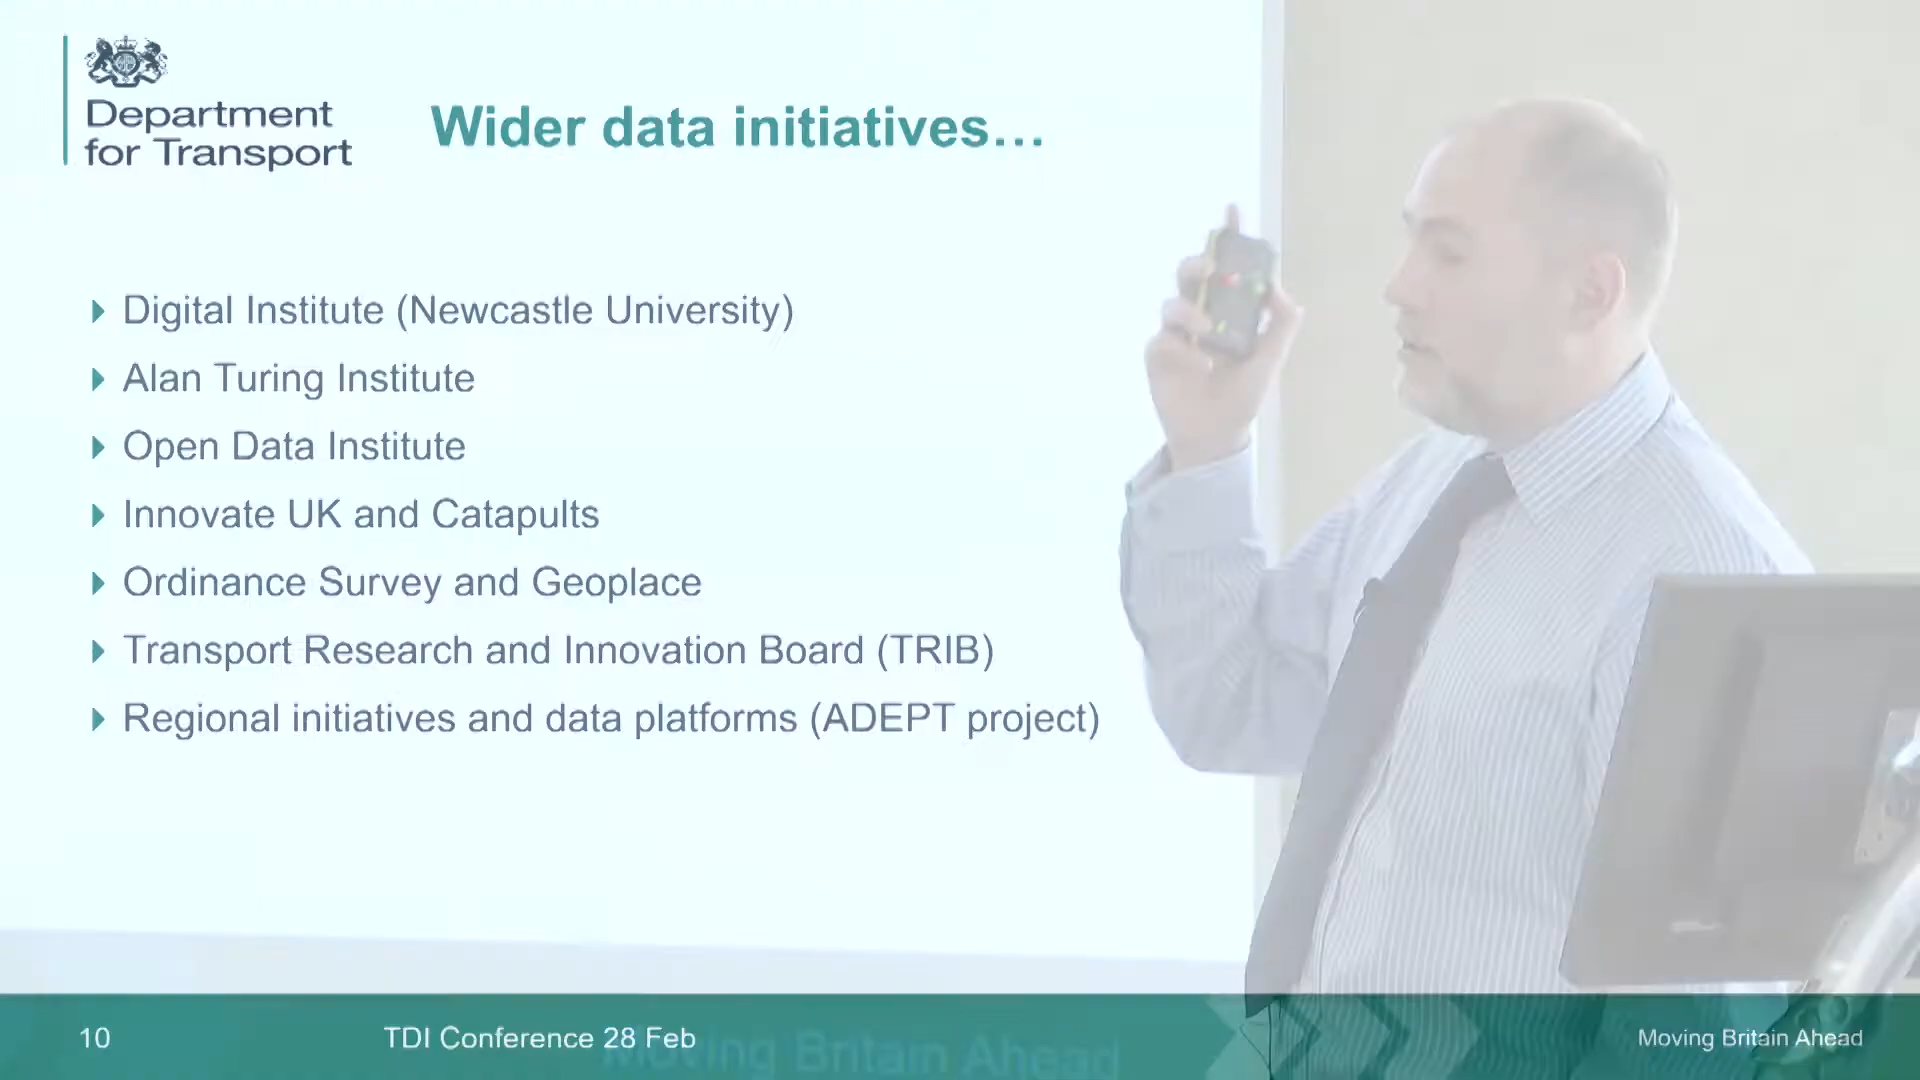 Department
for Transport
Wider data initiatives…
Digital Institute (Newcastle University)
Alan Turing Institute
Open Data Institute
Innovate UK and Catapults
Ordinance Survey and Geoplace
Transport Research and Innovation Board (TRIB)
Regional initiatives and data platforms (ADEPT project)
10
TDI Conference 28 Feb
Moving Britain Ahead
Moving Britain Ahead